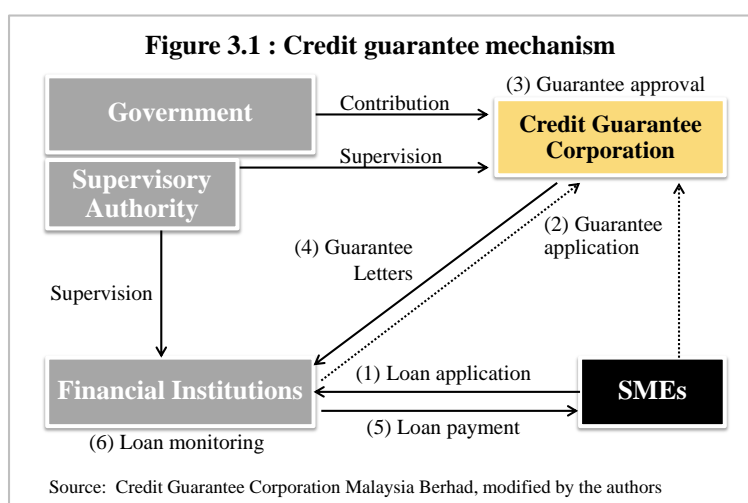 Figure 3.1 : Credit guarantee mechanism
(3) Guarantee approval
Government
Contribution
Credit Guarantee
Corporation
Supervision
Supervisory
Authority
(2) Guarantee
application
(4) Guarantee
Letters
Supervision
(1) Loan application
Financial Institutions
SMEs
(5) Loan payment
(6) Loan monitoring
Source: Credit Guarantee Corporation Malaysia Berhad, modified by the authors